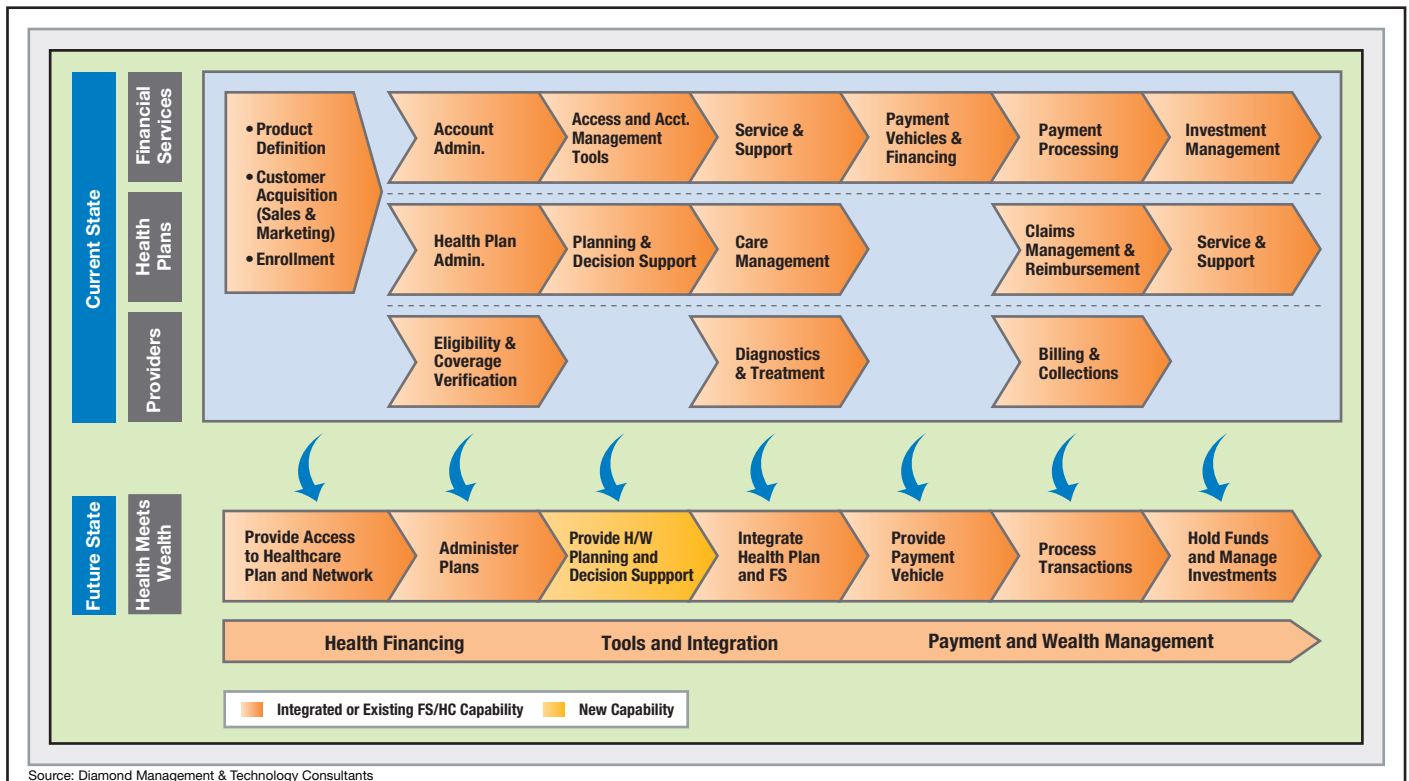 Current State
Financial
Services
• Product
Definition
• Customer
Acquisition
(Sales &
Marketing)
• Enrollment
Account
Admin.
Access and Acct.
Management
Tools
Service &
Support
Payment
Vehicles &
Financing
Payment
Processing
Investment
Management
Health
Plans
Health Plan
Admin.
Planning &
Decision Support
Care
Management
Claims
Management &
Reimbursement
Service &
Support
Providers
Eligibility &
Coverage
Verification
Diagnostics
& Treatment
Billing &
Collections
Future State
Health Meets
Wealth
Provide Access
to Healthcare
Plan and Network
Administer
Plans
Provide H/W
Planning and
Decision Suppport
Integrate
Health Plan
and FS
Provide
Payment
Vehicle
Process
Transactions
Hold Funds
and Manage
Investments
Health Financing
Tools and Integration
Payment and Wealth Management
Integrated or Existing FS/HC Capability
New Capability
Source: Diamond Management & Technology Consultants